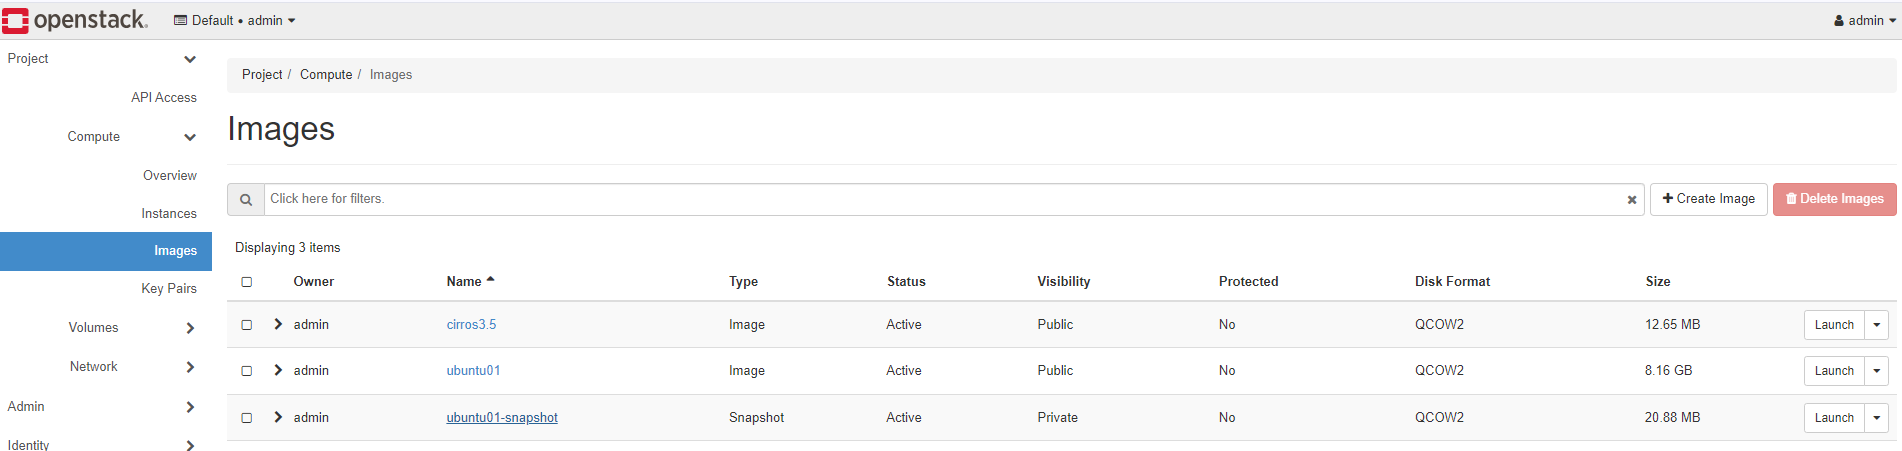 openstack.
Default • admin
admin
Project
API Access
Compute
Overview
Instances
Images
Key Pairs
Volumes
Network
Admin
Identity
Project / Compute / Images
Images
Click here for filters.
Create Image
Delete Images
Displaying 3 items
Owner Name Type Status Visibility Protected Disk Format Size
admin cirros3.5 Image Active Public No QCOW2 12.65 MB Launch
admin ubuntu01 Image Active Public No QCOW2 8.16 GB Launch
admin ubuntu01-snapshot Snapshot Active Private No QCOW2 20.88 MB Launch